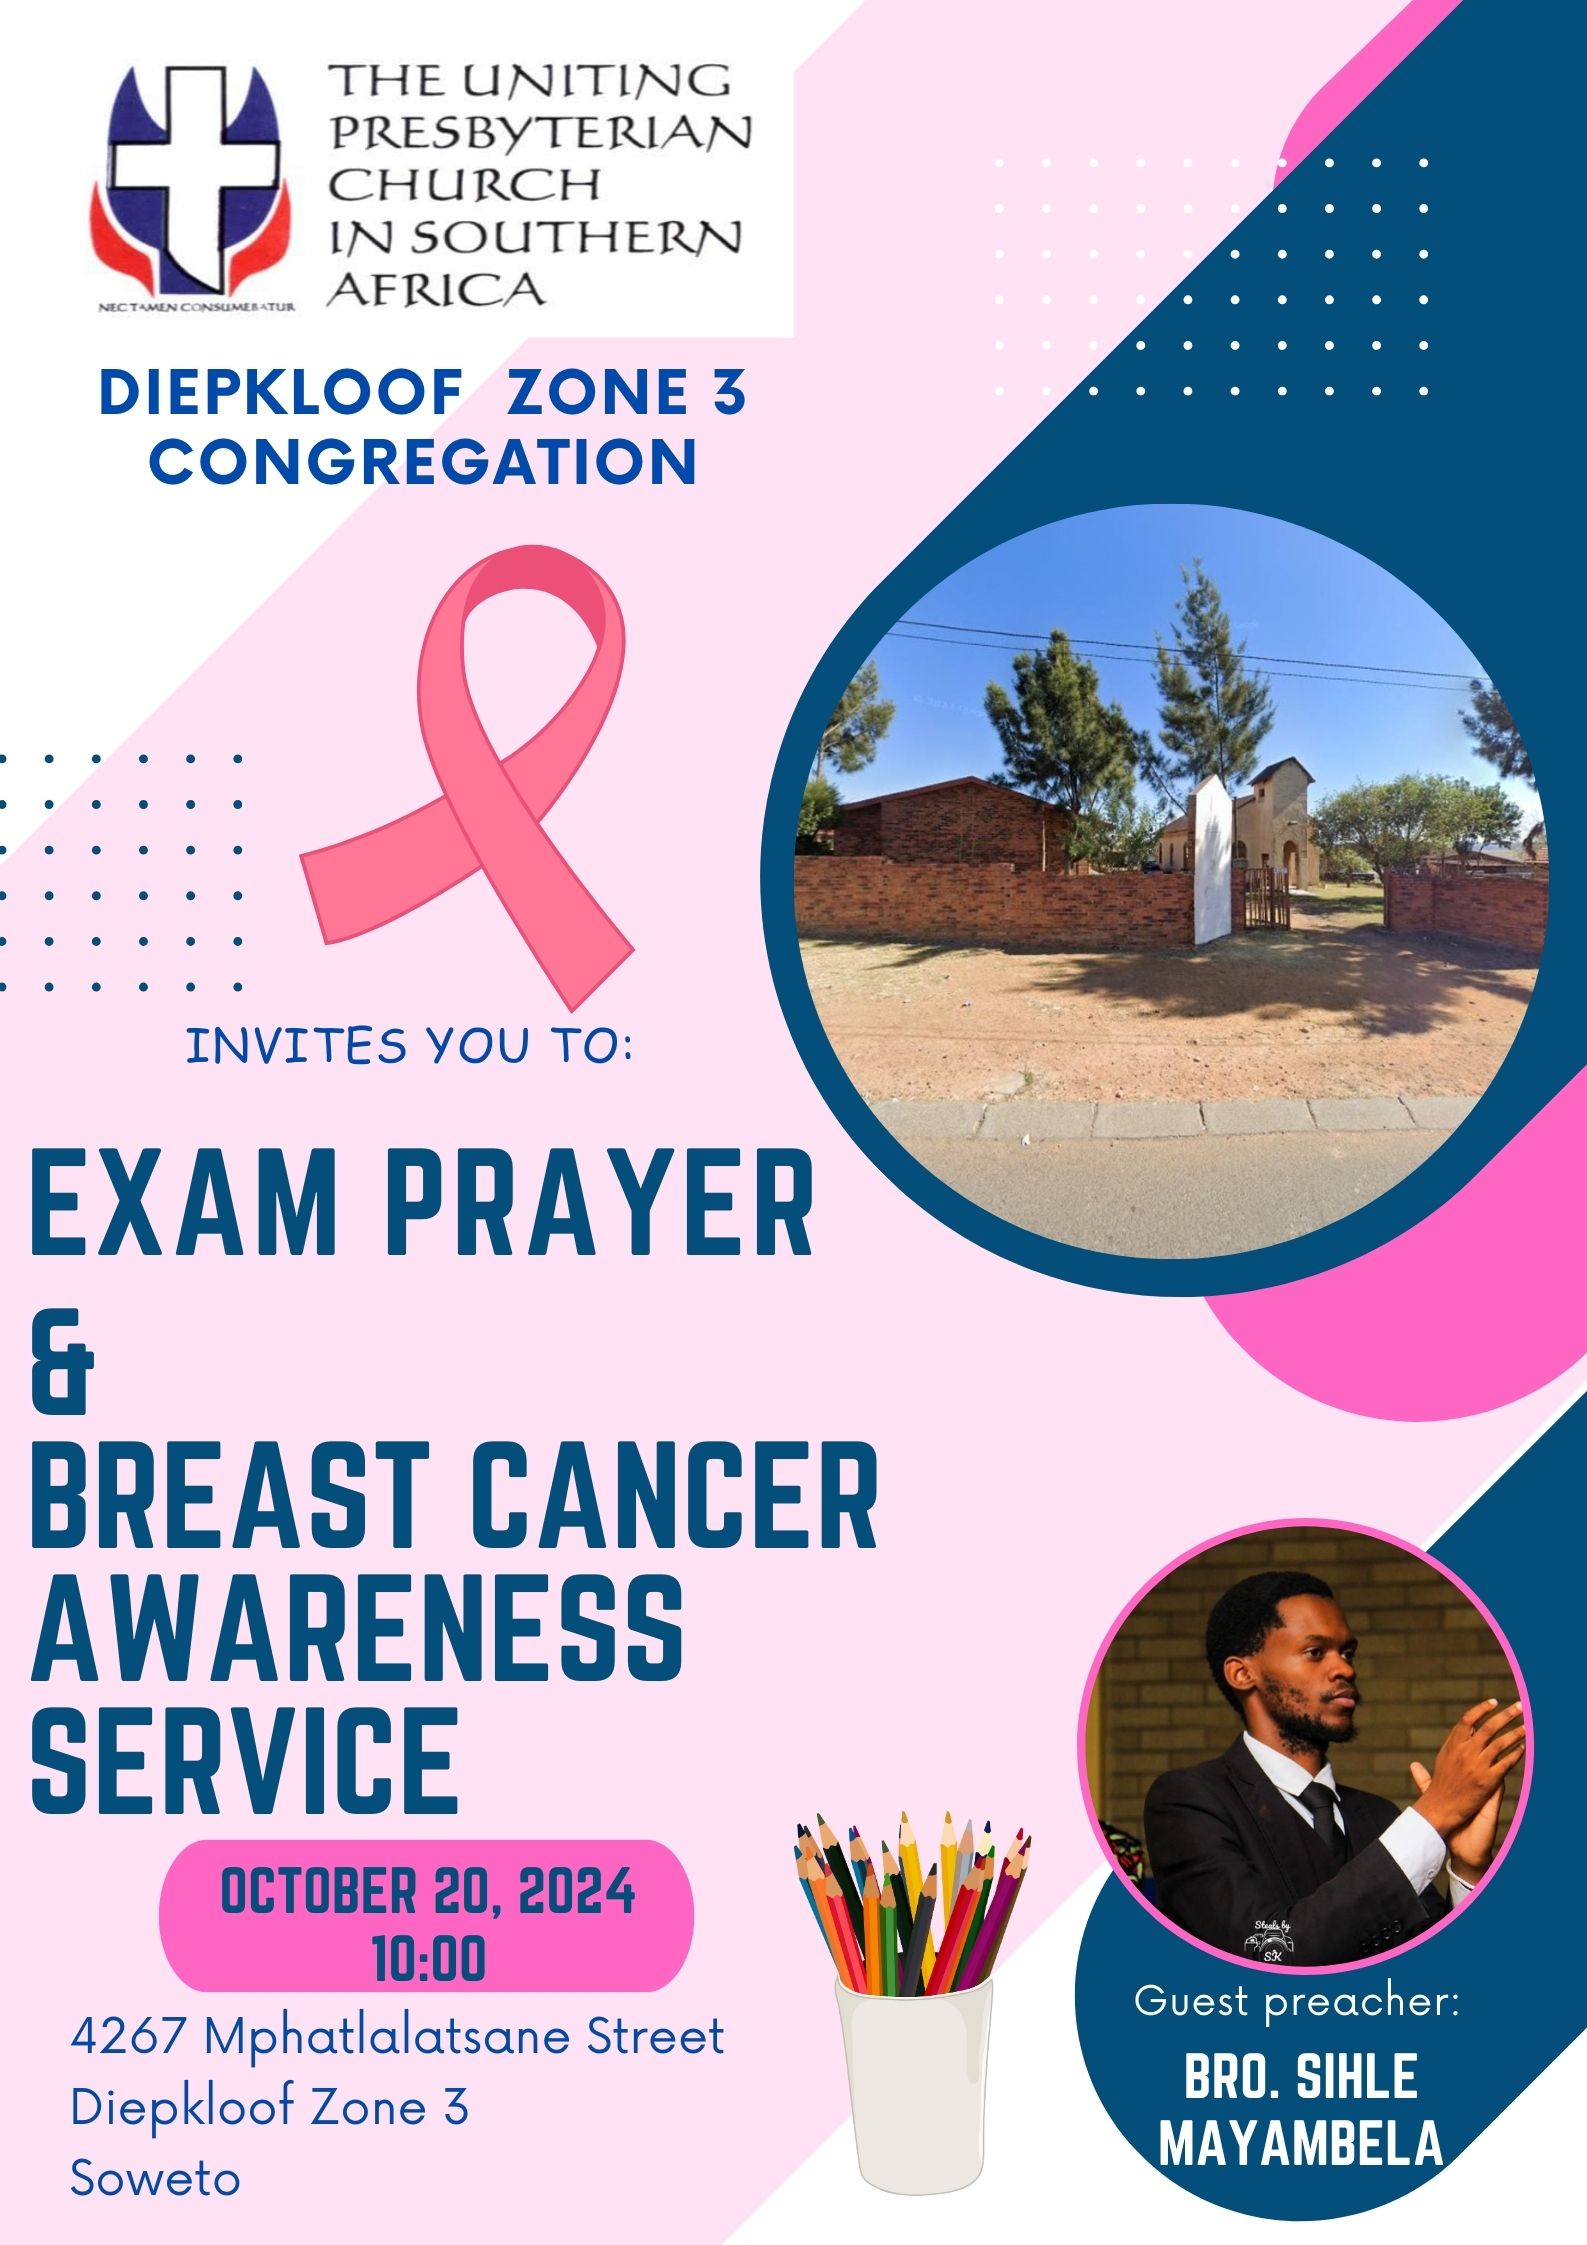 THE UNITING
PRESBYTERIAN
CHURCH
IN SOUTHERN
AFRICA
NEC TAMEN CONSUMEBATUR
DIEPKLOOF ZONE 3
CONGREGATION
INVITES YOU TO:
EXAM PRAYER
&
BREAST CANCER
AWARENESS
SERVICE
OCTOBER 20, 2024
10:00
4267 Mphatlalatsane Street
Diepkloof Zone 3
Soweto
Steals by
SK
Guest preacher:
BRO. SIHLE
MAYAMBELA